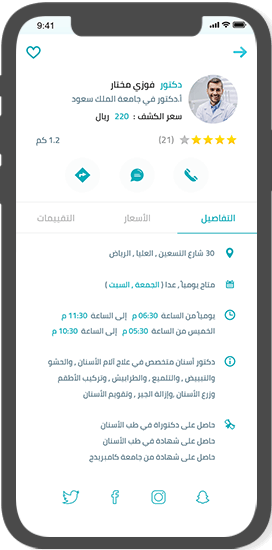 9:41
دكتور فوزي مختار
أ.دكتور في جامعة الملك سعود
سعر الكشف : 220 ريال
(21)
1.2 كم
التفاصيل
الأسعار
التقييمات
30 شارع التسعين , العليا , الرياض
متاح يومياً , عدا ( الجمعة , السبت )
يومياً من الساعة 06:30 م إلى الساعة 11:30 م
الخميس من الساعة 05:30 م إلى الساعة 10:30 م
دكتور أسنان متخصص في علاج آلام الأسنان , والحشو
والتبييض , والتلميع , والطرابيش , وتركيب الأطقم
وزرع الأسنان ,وإزالة الجير , وتقويم الأسنان
حاصل على دكتوراة في طب الأسنان
حاصل على شهادة في طب الأسنان
حاصل على شهادة من جامعة كامبريدج